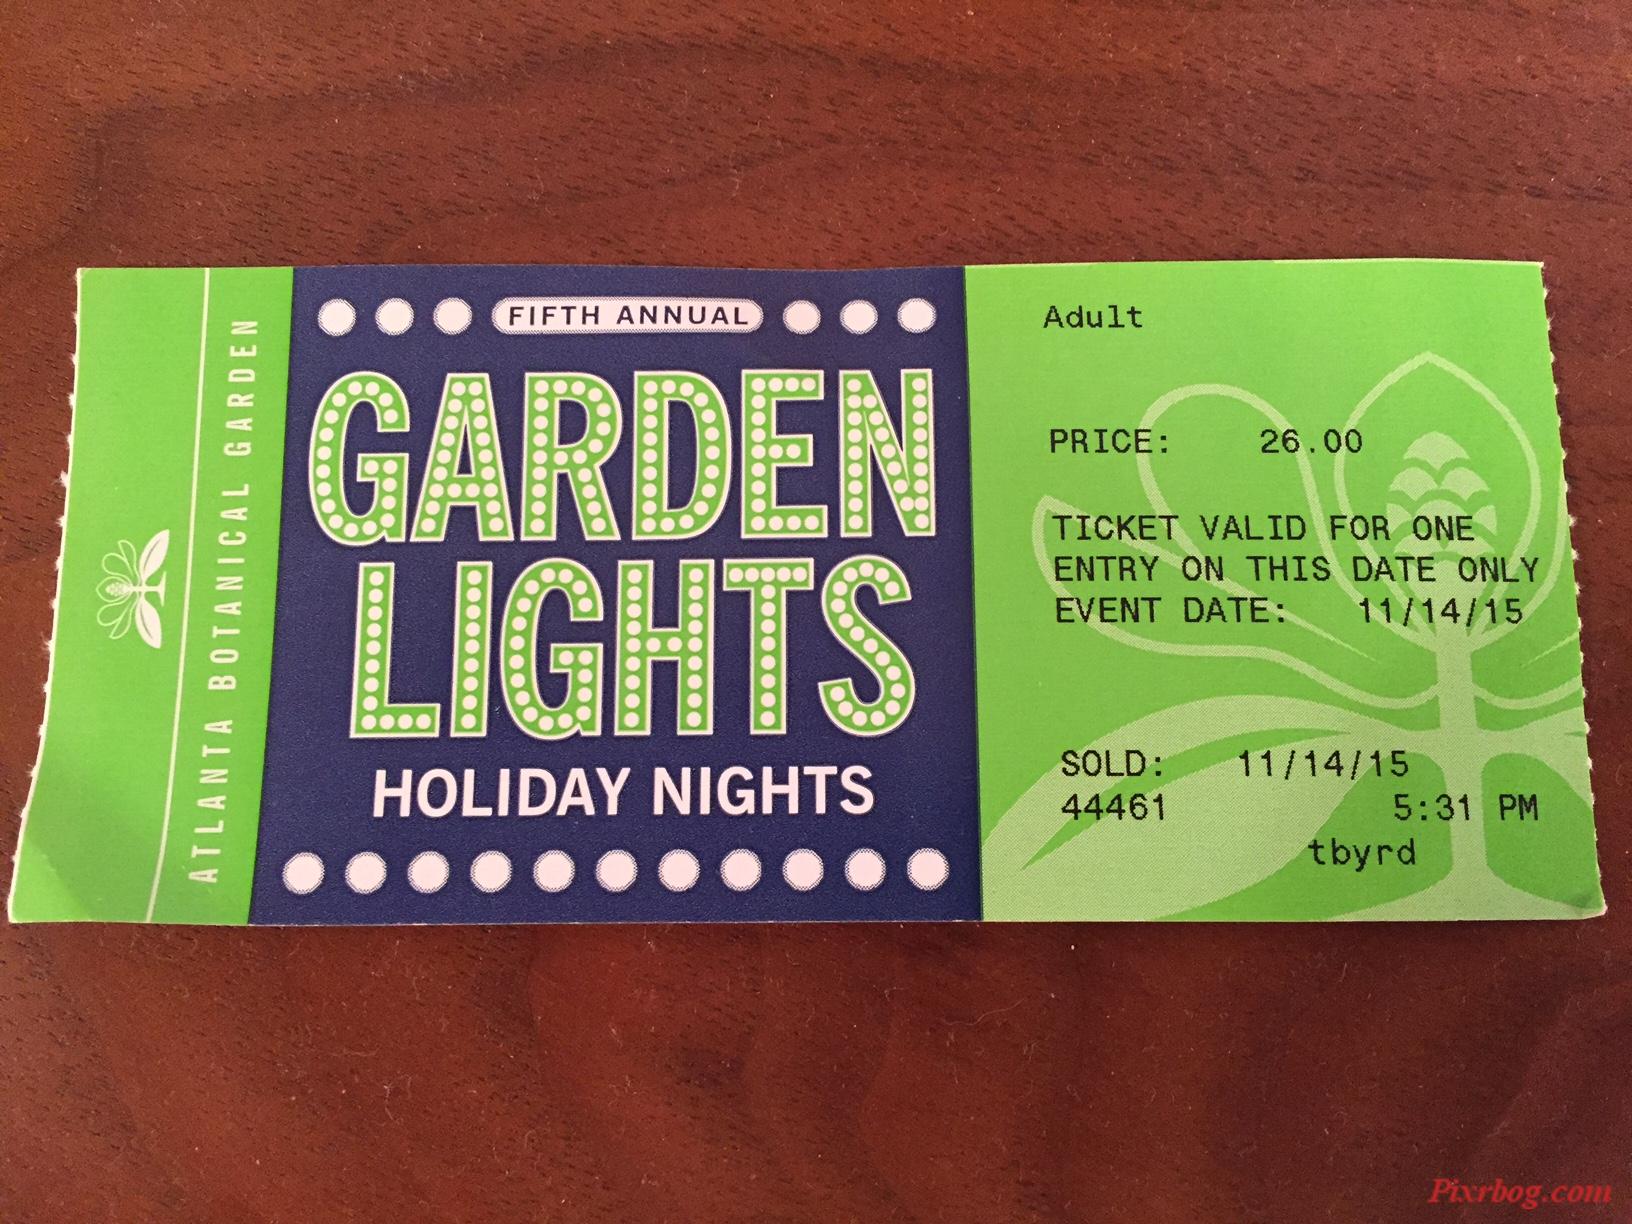 ATLANTA BOTANICAL GARDEN
FIFTH ANNUAL
GARDEN
LIGHTS
HOLIDAY NIGHTS
Adult
PRICE: 26.00
TICKET VALID FOR ONE
ENTRY ON THIS DATE ONLY
EVENT DATE: 11/14/15
SOLD: 11/14/15
44461 5:31 PM
tbyrd
Pixrbog.com